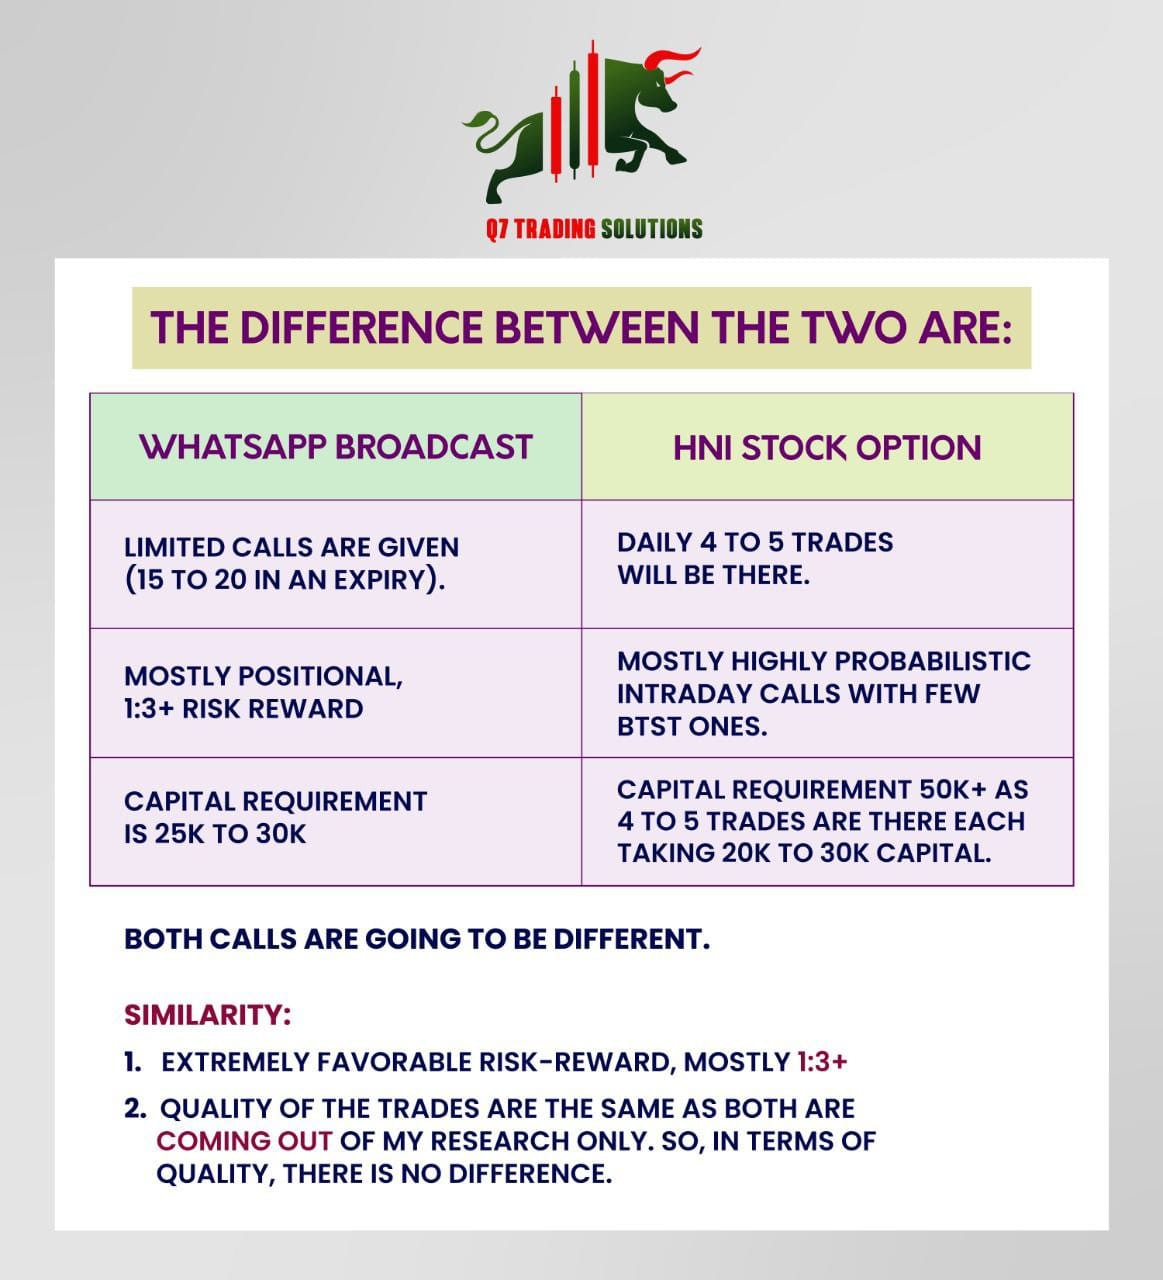 Q7 TRADING SOLUTIONS
THE DIFFERENCE BETWEEN THE TWO ARE:
WHATSAPP BROADCAST
HNI STOCK OPTION
LIMITED CALLS ARE GIVEN
(15 TO 20 IN AN EXPIRY).
DAILY 4 TO 5 TRADES
WILL BE THERE.
MOSTLY POSITIONAL,
1:3+ RISK REWARD
MOSTLY HIGHLY PROBABILISTIC
INTRADAY CALLS WITH FEW
BTST ONES.
CAPITAL REQUIREMENT
IS 25K TO 30K
CAPITAL REQUIREMENT 50K+ AS
4 TO 5 TRADES ARE THERE EACH
TAKING 20K TO 30K CAPITAL.
BOTH CALLS ARE GOING TO BE DIFFERENT.
SIMILARITY:
1. EXTREMELY FAVORABLE RISK-REWARD, MOSTLY 1:3+
2. QUALITY OF THE TRADES ARE THE SAME AS BOTH ARE
COMING OUT OF MY RESEARCH ONLY. SO, IN TERMS OF
QUALITY, THERE IS NO DIFFERENCE.